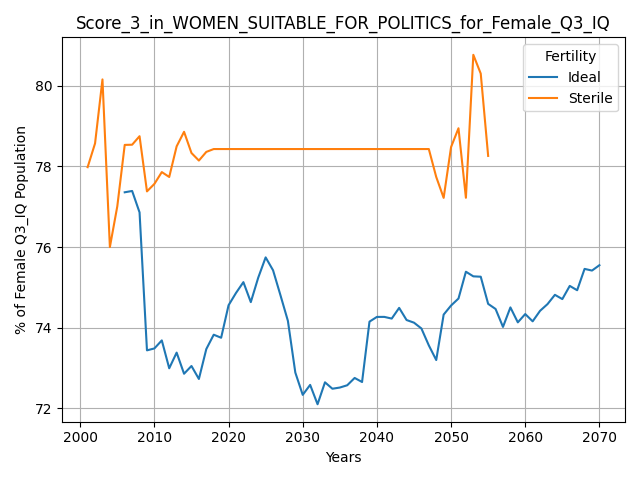 Score_3_in_WOMEN_SUITABLE_FOR_POLITICS_for_Female_Q3_IQ
Fertility
Ideal
Sterile
% of Female Q3_IQ Population
80
78
76
74
72
2000 2010 2020 2030 2040 2050 2060 2070
Years